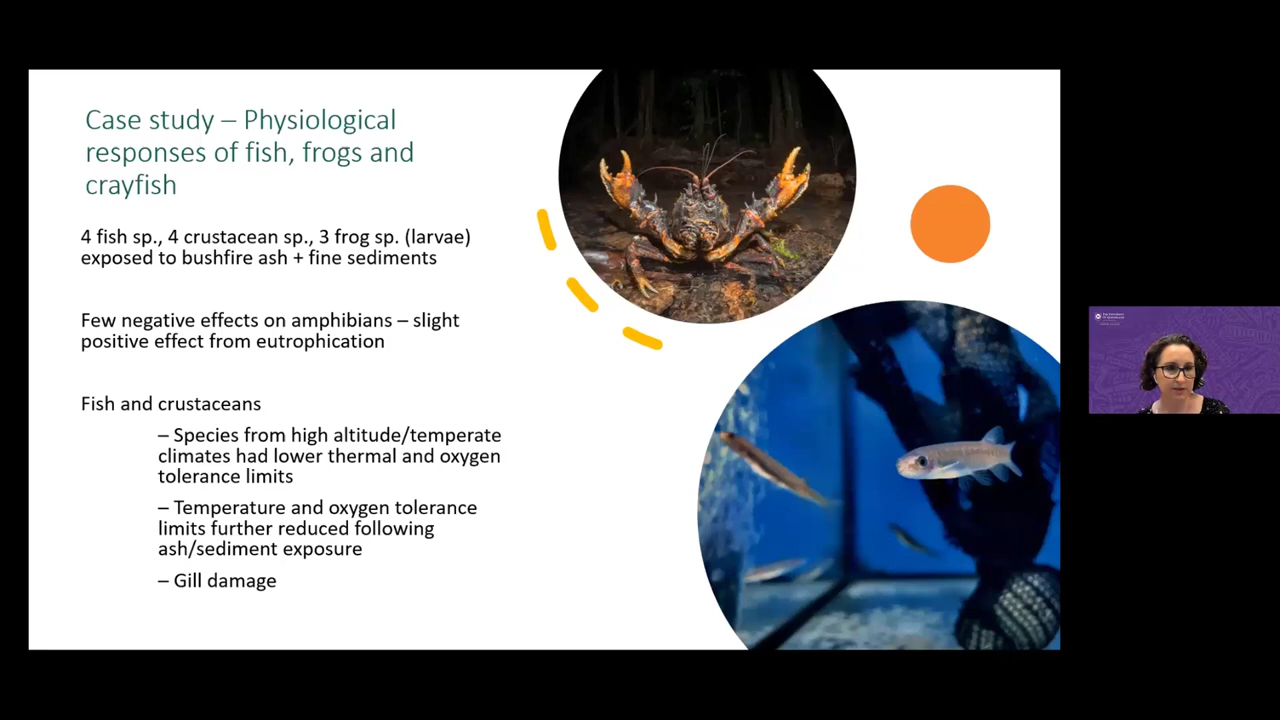 Case study – Physiological
responses of fish, frogs and
crayfish
4 fish sp., 4 crustacean sp., 3 frog sp. (larvae)
exposed to bushfire ash + fine sediments
Few negative effects on amphibians – slight
positive effect from eutrophication
Fish and crustaceans
– Species from high altitude/temperate
climates had lower thermal and oxygen
tolerance limits
– Temperature and oxygen tolerance
limits further reduced following
ash/sediment exposure
– Gill damage